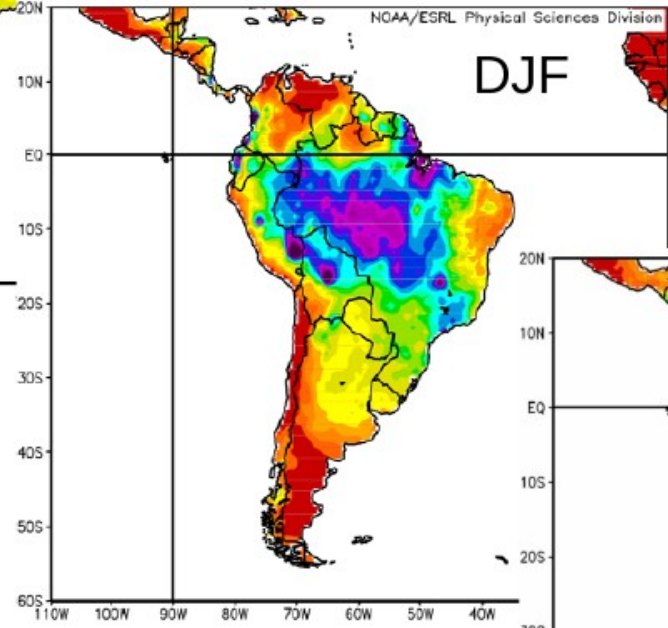 20N
NOAA/ESRL Physical Sciences Division
DJF
10N
EQ
10S
20S
30S
40S
50S
60S
110W 100W 90W 80W 70W 60W 50W 40W
20N
10N
EQ
10S
20S